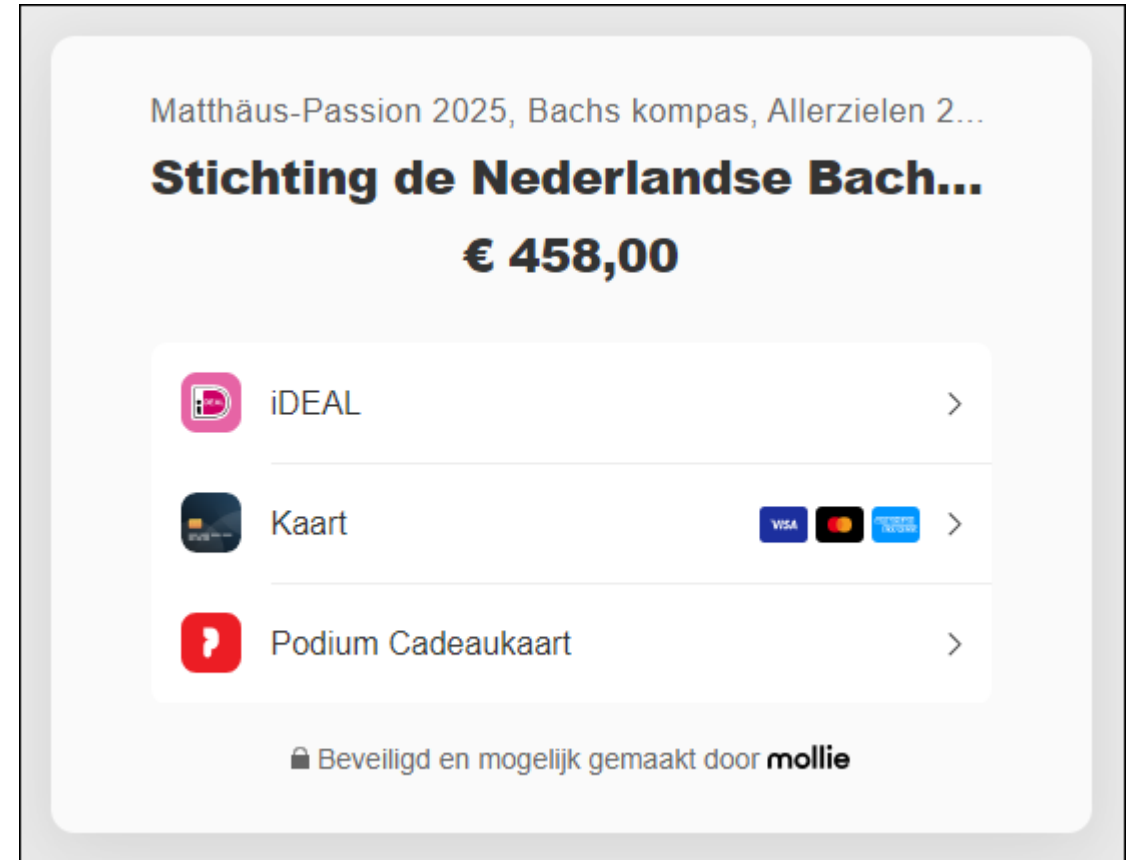 Matthäus-Passion 2025, Bachs kompas, Allerzielen 2...
Stichting de Nederlandse Bach...
€ 458,00
iDEAL
Kaart
VISA
Podium Cadeaukaart
Beveiligd en mogelijk gemaakt door mollie